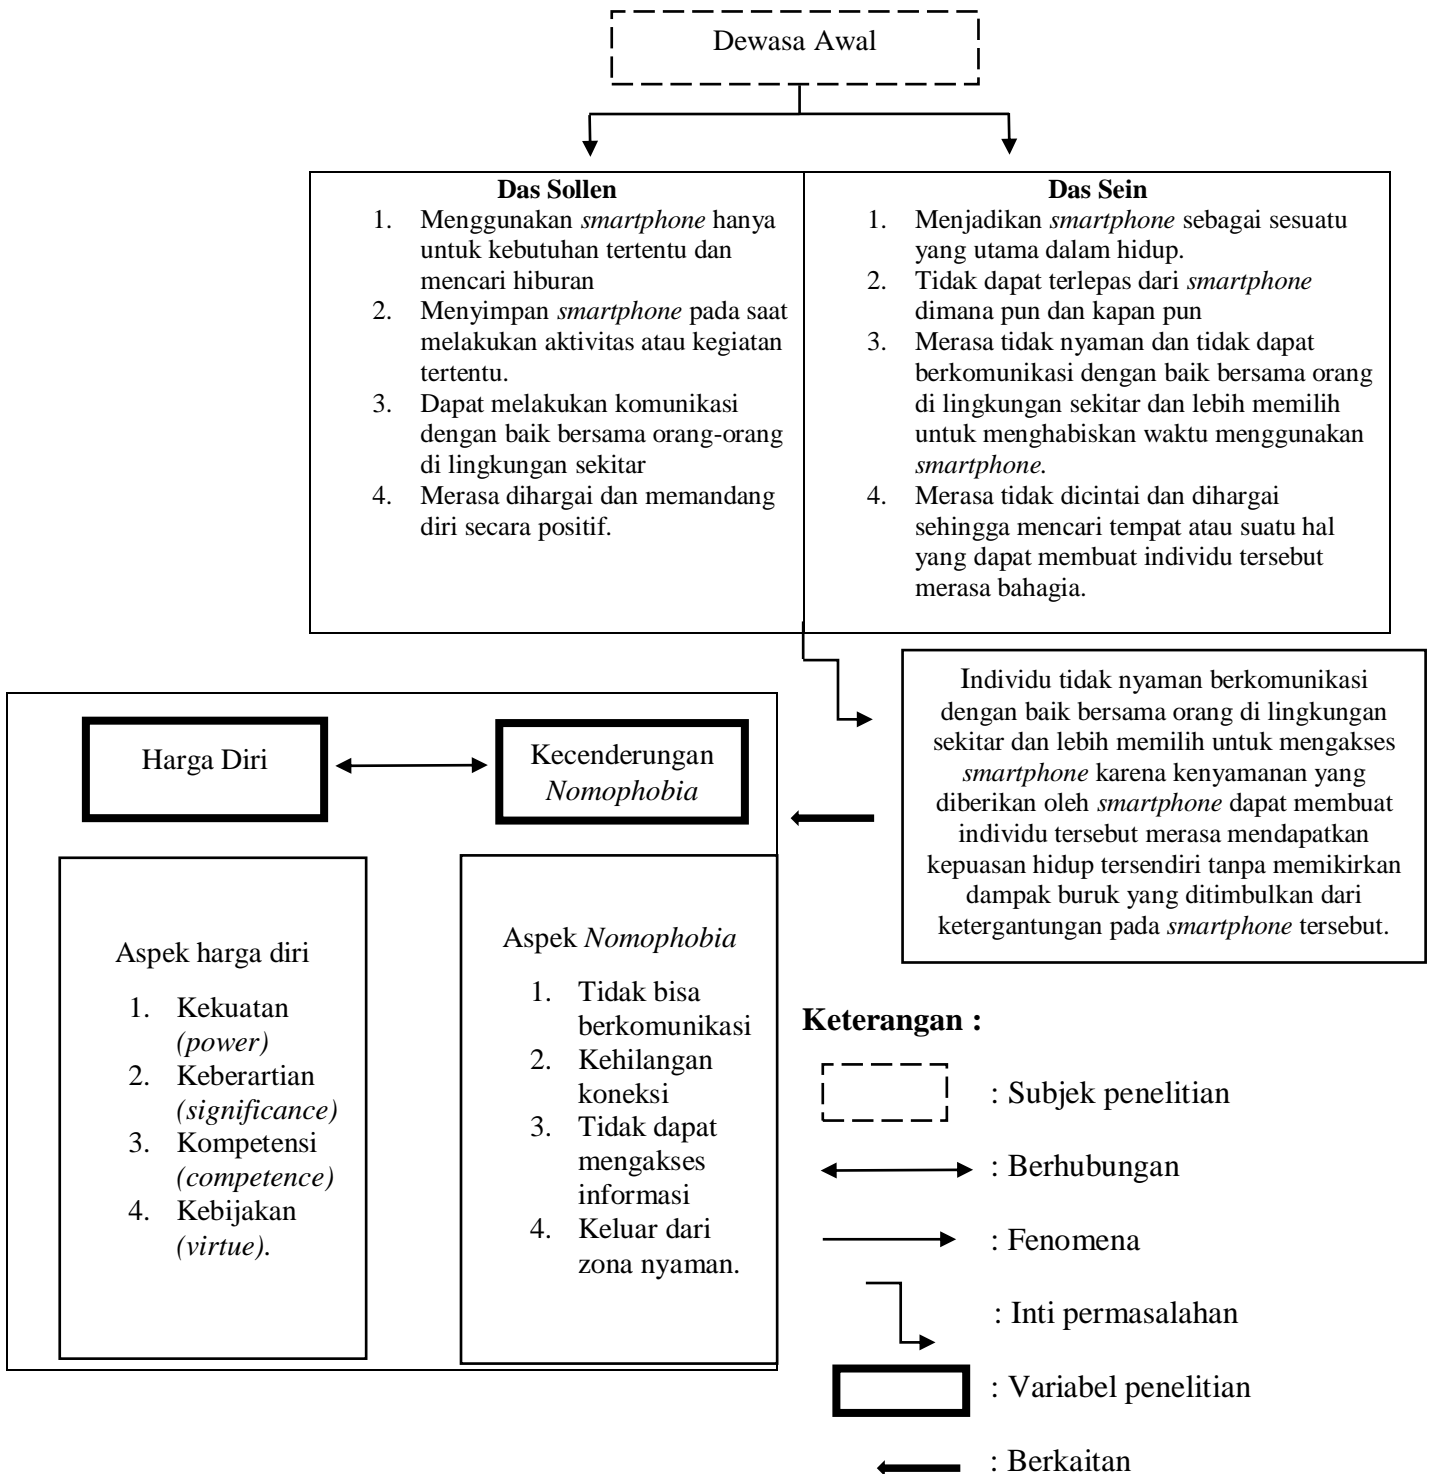 Dewasa Awal
Das Sollen
1. Menggunakan smartphone hanya
untuk kebutuhan tertentu dan
mencari hiburan
2. Menyimpan smartphone pada saat
melakukan aktivitas atau kegiatan
tertentu.
3. Dapat melakukan komunikasi
dengan baik bersama orang-orang
di lingkungan sekitar
4. Merasa dihargai dan memandang
diri secara positif.
Das Sein
1. Menjadikan smartphone sebagai sesuatu
yang utama dalam hidup.
2. Tidak dapat terlepas dari smartphone
dimana pun dan kapan pun
3. Merasa tidak nyaman dan tidak dapat
berkomunikasi dengan baik bersama orang
di lingkungan sekitar dan lebih memilih
untuk menghabiskan waktu menggunakan
smartphone.
4. Merasa tidak dicintai dan dihargai
sehingga mencari tempat atau suatu hal
yang dapat membuat individu tersebut
merasa bahagia.
Individu tidak nyaman berkomunikasi
dengan baik bersama orang di lingkungan
sekitar dan lebih memilih untuk mengakses
smartphone karena kenyamanan yang
diberikan oleh smartphone dapat membuat
individu tersebut merasa mendapatkan
kepuasan hidup tersendiri tanpa memikirkan
dampak buruk yang ditimbulkan dari
ketergantungan pada smartphone tersebut.
Harga Diri
Kecenderungan
Nomophobia
Aspek harga diri
1. Kekuatan
(power)
2. Keberartian
(significance)
3. Kompetensi
(competence)
4. Kebijakan
(virtue).
Aspek Nomophobia
1. Tidak bisa
berkomunikasi
2. Kehilangan
koneksi
3. Tidak dapat
mengakses
informasi
4. Keluar dari
zona nyaman.
Keterangan :
: Subjek penelitian
: Berhubungan
: Fenomena
: Inti permasalahan
: Variabel penelitian
: Berkaitan